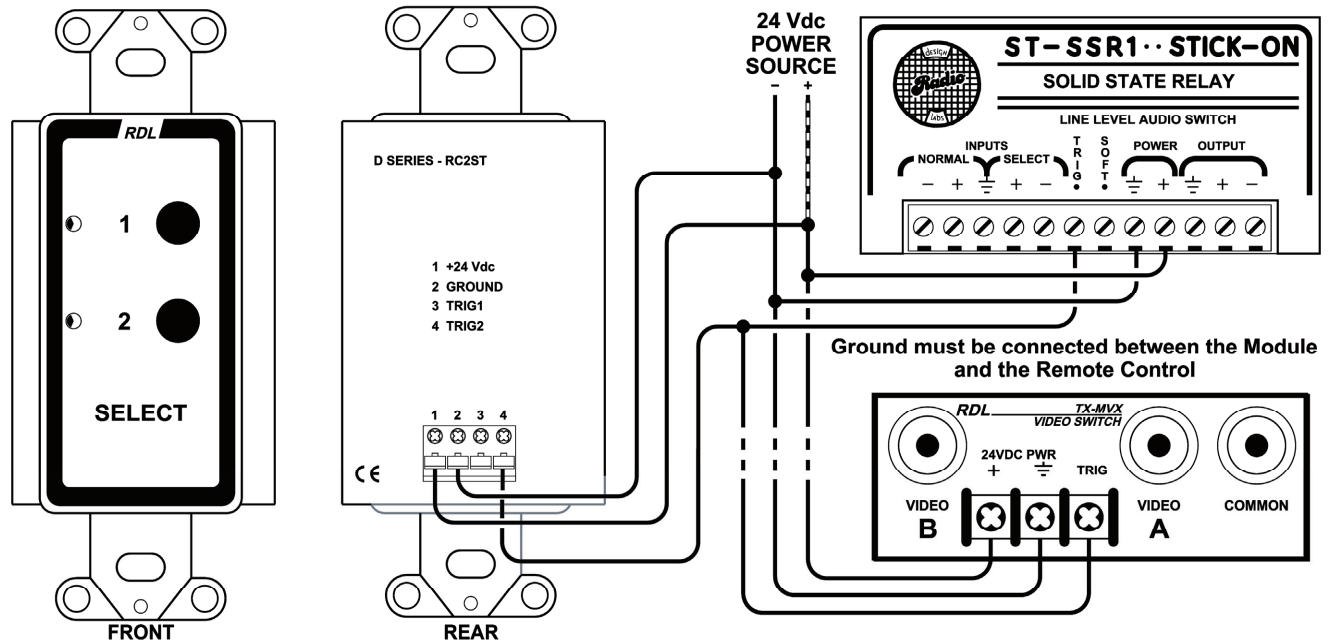 RDL
1
2
SELECT
FRONT
D SERIES - RC2ST
1 +24 Vdc
2 GROUND
3 TRIG1
4 TRIG2
1 2 3 4
CE
REAR
24 Vdc
POWER
SOURCE
- +
DESIGN
Radio
LABS
ST-SSR1·· STICK-ON
SOLID STATE RELAY
LINE LEVEL AUDIO SWITCH
INPUTS
NORMAL
SELECT
TRIG
SOFT
POWER
OUTPUT
- + + - + + -
Ground must be connected between the Module
and the Remote Control
RDL
TX-MVX
VIDEO SWITCH
24VDC PWR
+
TRIG
VIDEO
B
VIDEO
A
COMMON